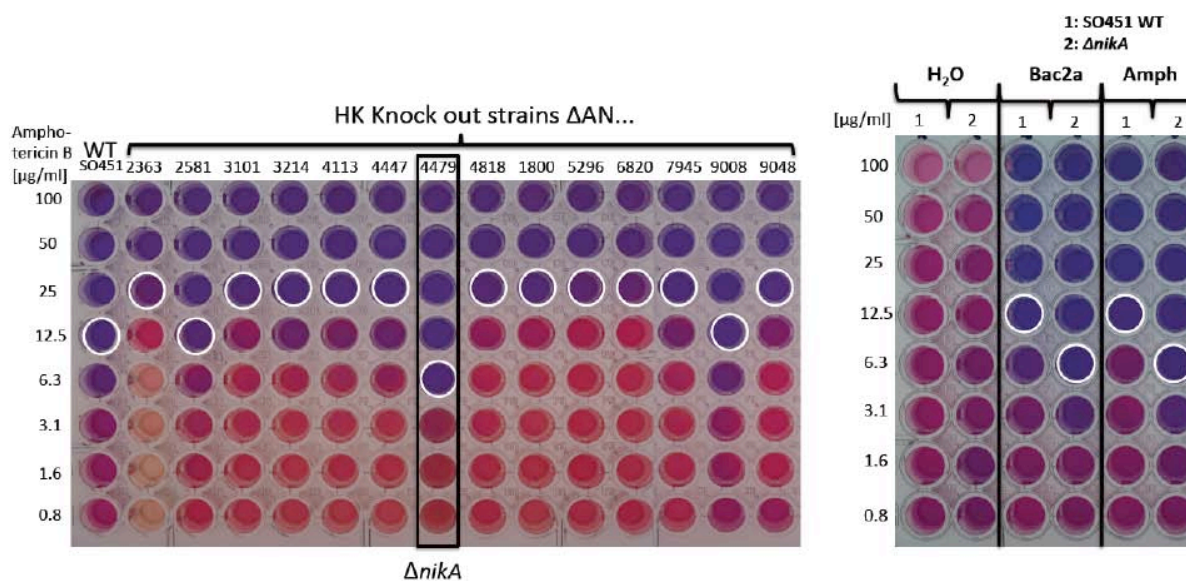 HK Knock out strains ΔAN...
Ampho-
tericin B
[µg/ml]
WT
SO451 2363 2581 3101 3214 4113 4447 4479 4818 1800 5296 6820 7945 9008 9048
100
50
25
12.5
6.3
3.1
1.6
0.8
ΔnikA
1: SO451 WT
2: ΔnikA
H₂O Bac2a Amph
[µg/ml] 1 2 1 2 1 2
100
50
25
12.5
6.3
3.1
1.6
0.8